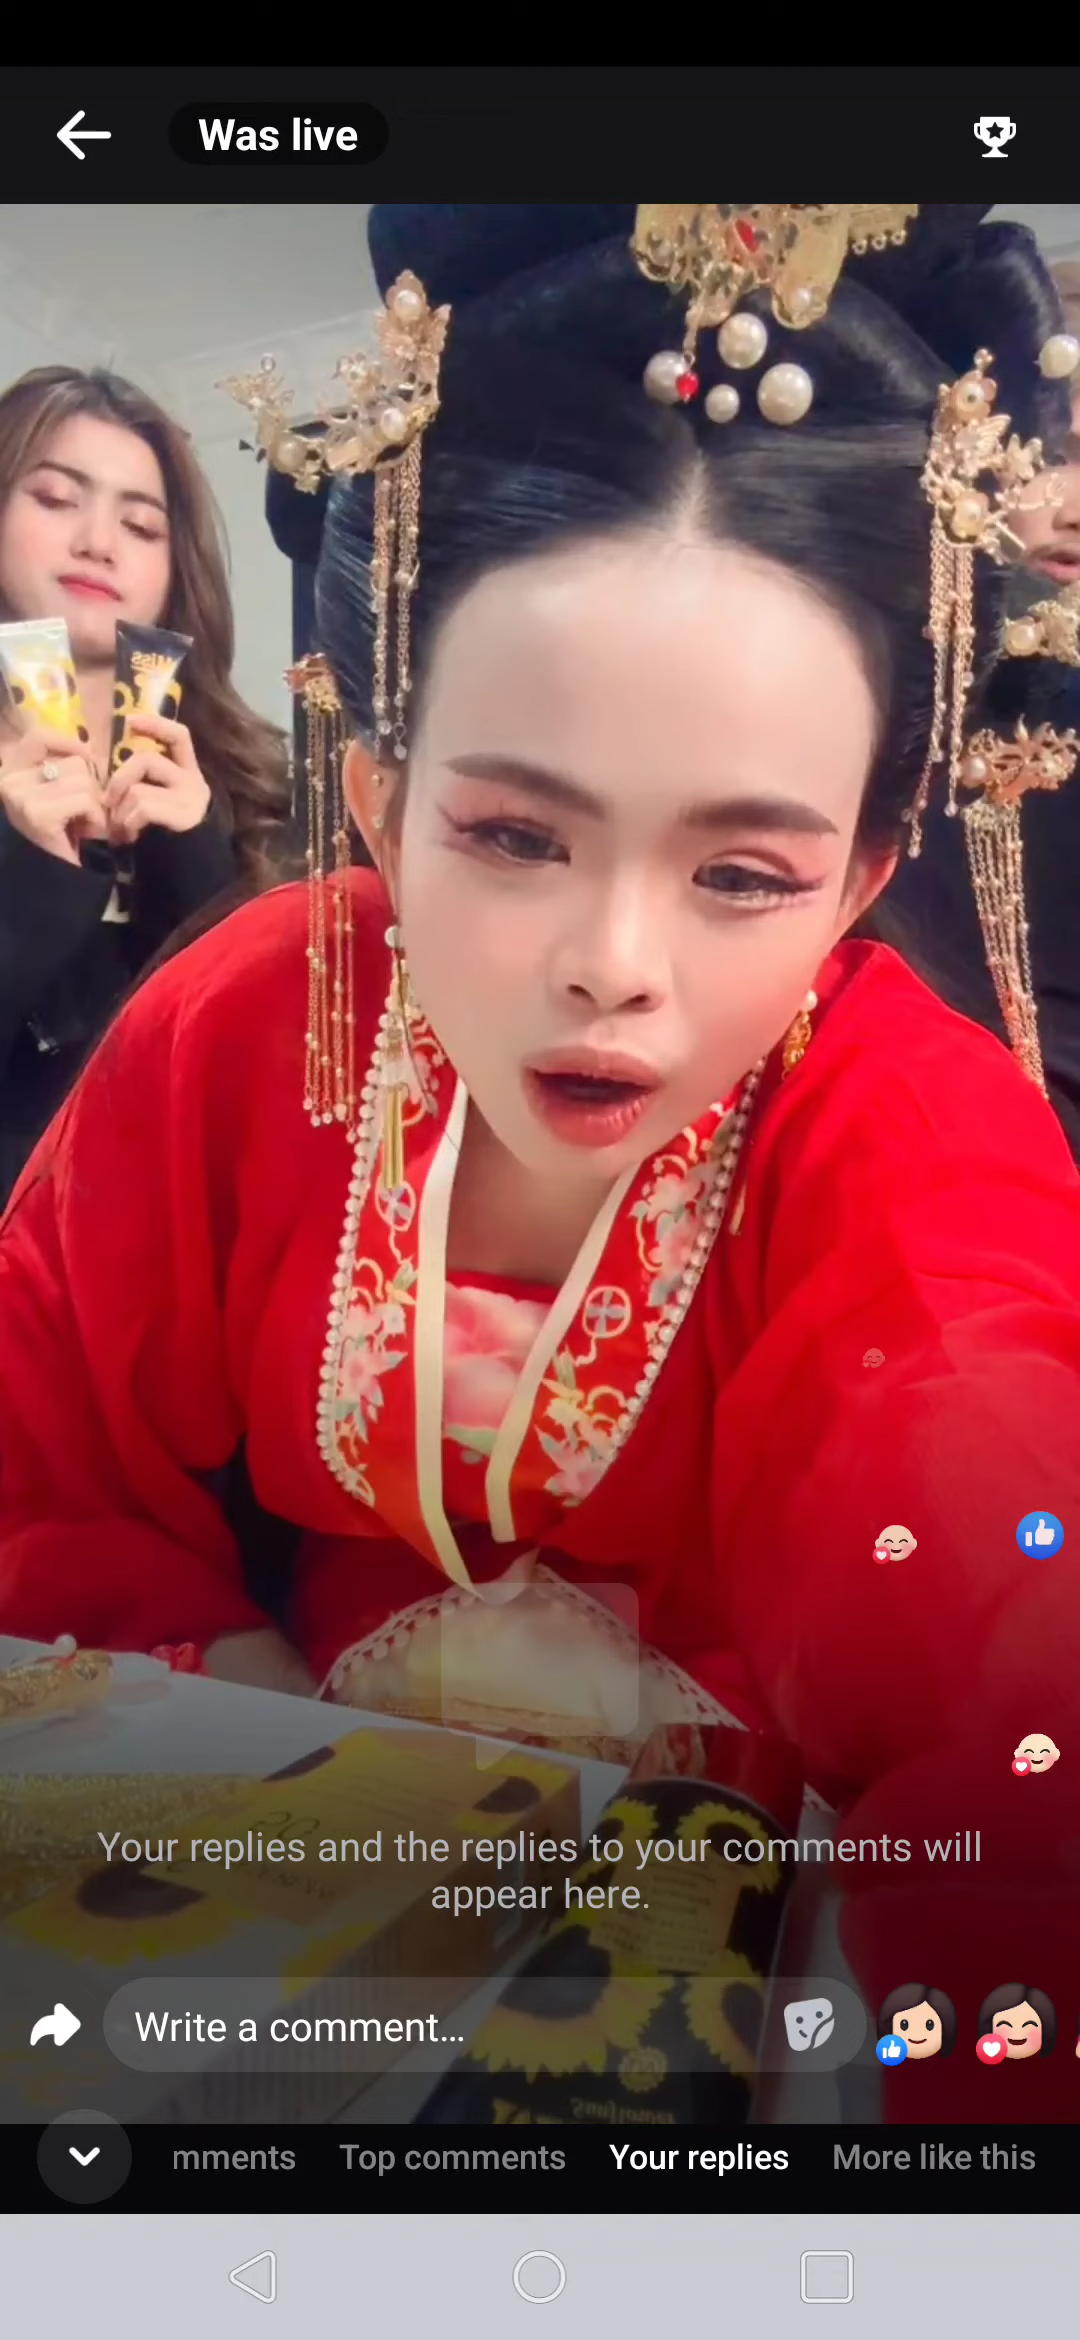 Was live
Your replies and the replies to your comments will
appear here.
Write a comment...
mments
Top comments
Your replies
More like this
Sunflower